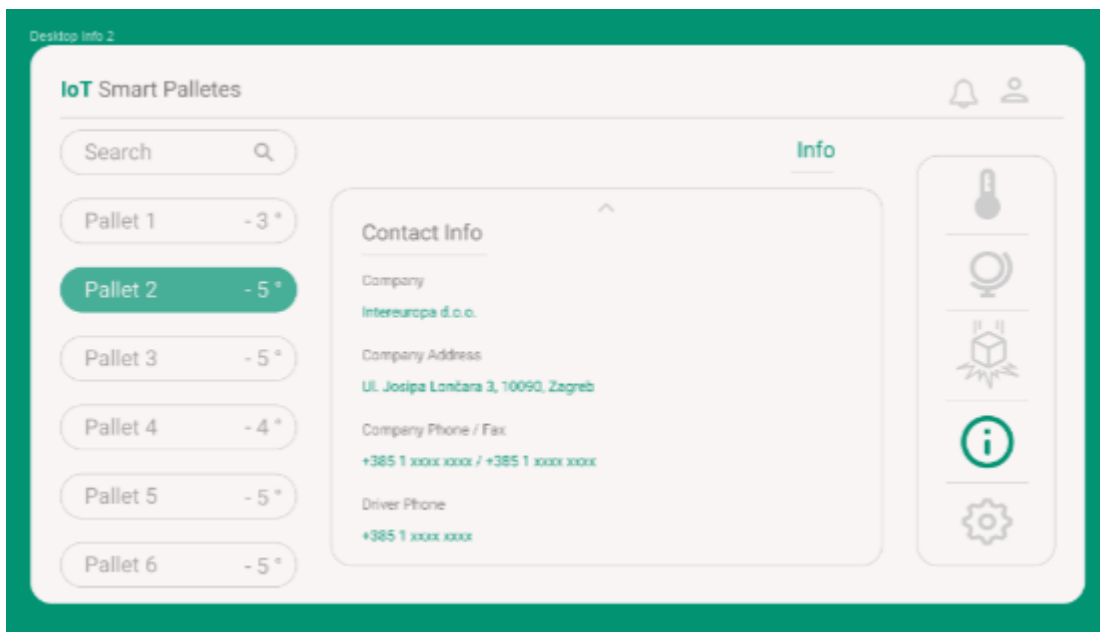 Desktop Info 2
IoT Smart Palletes
Search
Info
Pallet 1 - 3 °
Pallet 2 - 5 °
Pallet 3 - 5 °
Pallet 4 - 4 °
Pallet 5 - 5 °
Pallet 6 - 5 °
Contact Info
Company
Intereuropa d.o.o.
Company Address
Ul. Josipa Lončara 3, 10090, Zagreb
Company Phone / Fax
+385 1 xxxx xxxx / +385 1 xxxx xxxx
Driver Phone
+385 1 xxxx xxxx